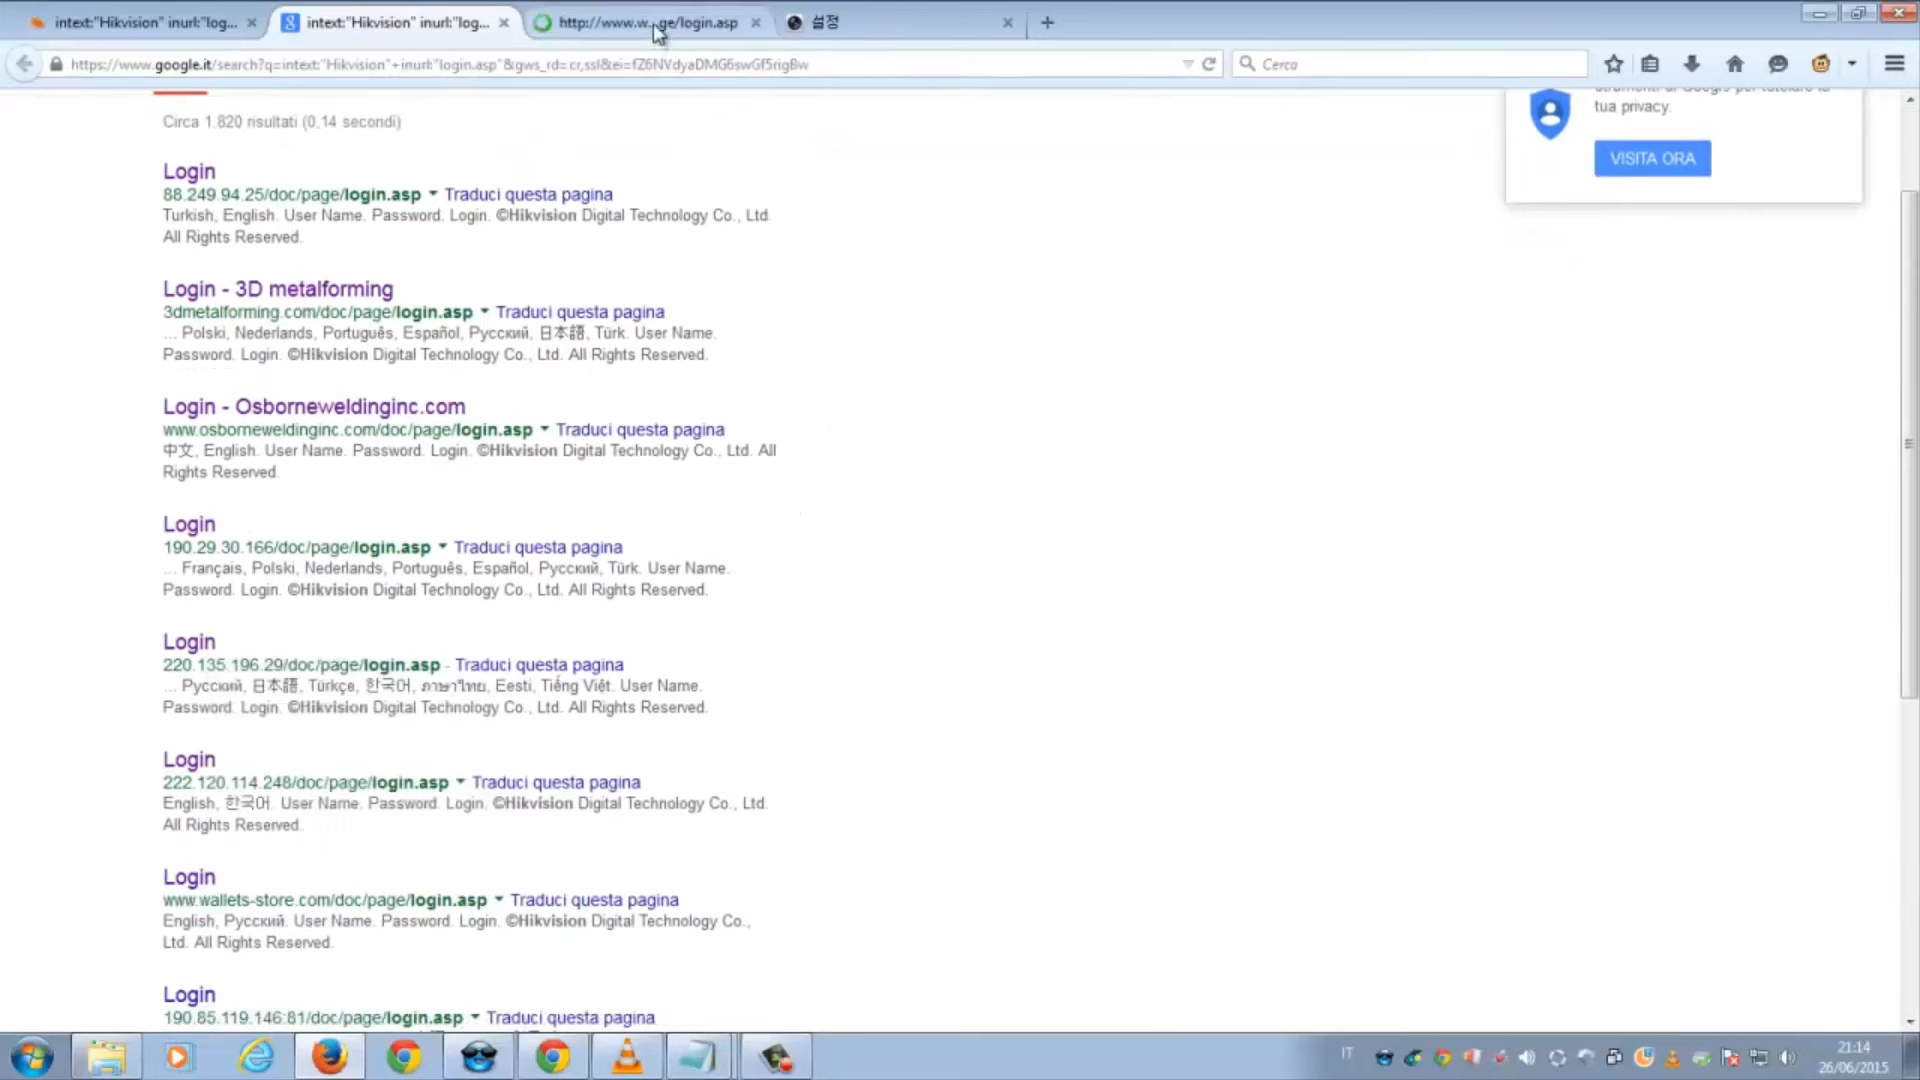 intext:"Hikvision" inurl:"log...
intext:"Hikvision" inurl:"log...
http://www.w...ge/login.asp
설정
https://www.google.it/search?q=intext:"Hikvision"+inurl:"login.asp"&gws_rd=cr,ssl&ei=fZ6NVdyaDMG6swGf5rigBw
Cerca
tua privacy.
VISITA ORA
Circa 1.820 risultati (0,14 secondi)
Login
88.249.94.25/doc/page/login.asp Traduci questa pagina
Turkish, English. User Name. Password. Login. ©Hikvision Digital Technology Co., Ltd.
All Rights Reserved.
Login - 3D metalforming
3dmetalforming.com/doc/page/login.asp Traduci questa pagina
... Polski, Nederlands, Português, Español, Русский, 日本語, Türk. User Name.
Password. Login. ©Hikvision Digital Technology Co., Ltd. All Rights Reserved.
Login - Osborneweldinginc.com
www.osborneweldinginc.com/doc/page/login.asp Traduci questa pagina
中文, English. User Name. Password. Login. ©Hikvision Digital Technology Co., Ltd. All
Rights Reserved.
Login
190.29.30.166/doc/page/login.asp Traduci questa pagina
... Français, Polski, Nederlands, Português, Español, Русский, Türk. User Name.
Password. Login. ©Hikvision Digital Technology Co., Ltd. All Rights Reserved.
Login
220.135.196.29/doc/page/login.asp - Traduci questa pagina
... Русский, 日本語, Türkçe, 한국어, ภาษาไทย, Eesti, Tiếng Việt. User Name.
Password. Login. ©Hikvision Digital Technology Co., Ltd. All Rights Reserved.
Login
222.120.114.248/doc/page/login.asp Traduci questa pagina
English, 한국어. User Name. Password. Login. ©Hikvision Digital Technology Co., Ltd.
All Rights Reserved.
Login
www.wallets-store.com/doc/page/login.asp Traduci questa pagina
English, Русский. User Name. Password. Login. ©Hikvision Digital Technology Co.,
Ltd. All Rights Reserved.
Login
190.85.119.146:81/doc/page/login.asp Traduci questa pagina
IT
21:14
26/06/2015